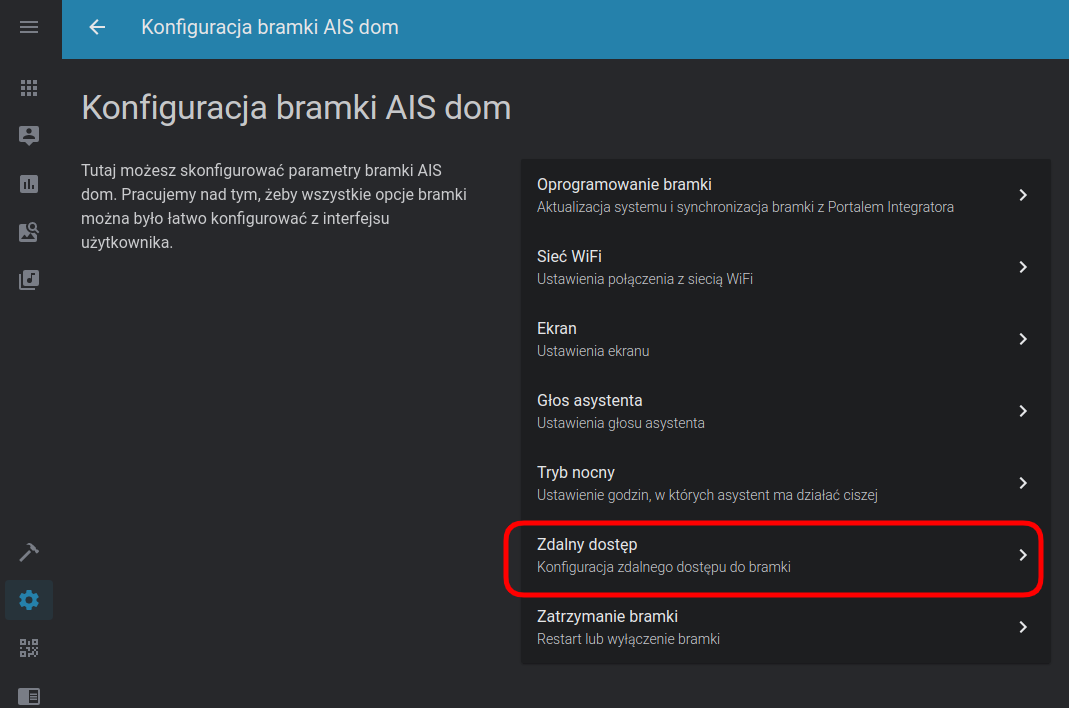 Konfiguracja bramki AIS dom
Konfiguracja bramki AIS dom
Tutaj możesz skonfigurować parametry bramki AIS
dom. Pracujemy nad tym, żeby wszystkie opcje bramki
można było łatwo konfigurować z interfejsu
użytkownika.
Oprogramowanie bramki
Aktualizacja systemu i synchronizacja bramki z Portalem Integratora
Sieć WiFi
Ustawienia połączenia z siecią WiFi
Ekran
Ustawienia ekranu
Głos asystenta
Ustawienia głosu asystenta
Tryb nocny
Ustawienie godzin, w których asystent ma działać ciszej
Zdalny dostęp
Konfiguracja zdalnego dostępu do bramki
Zatrzymanie bramki
Restart lub wyłączenie bramki